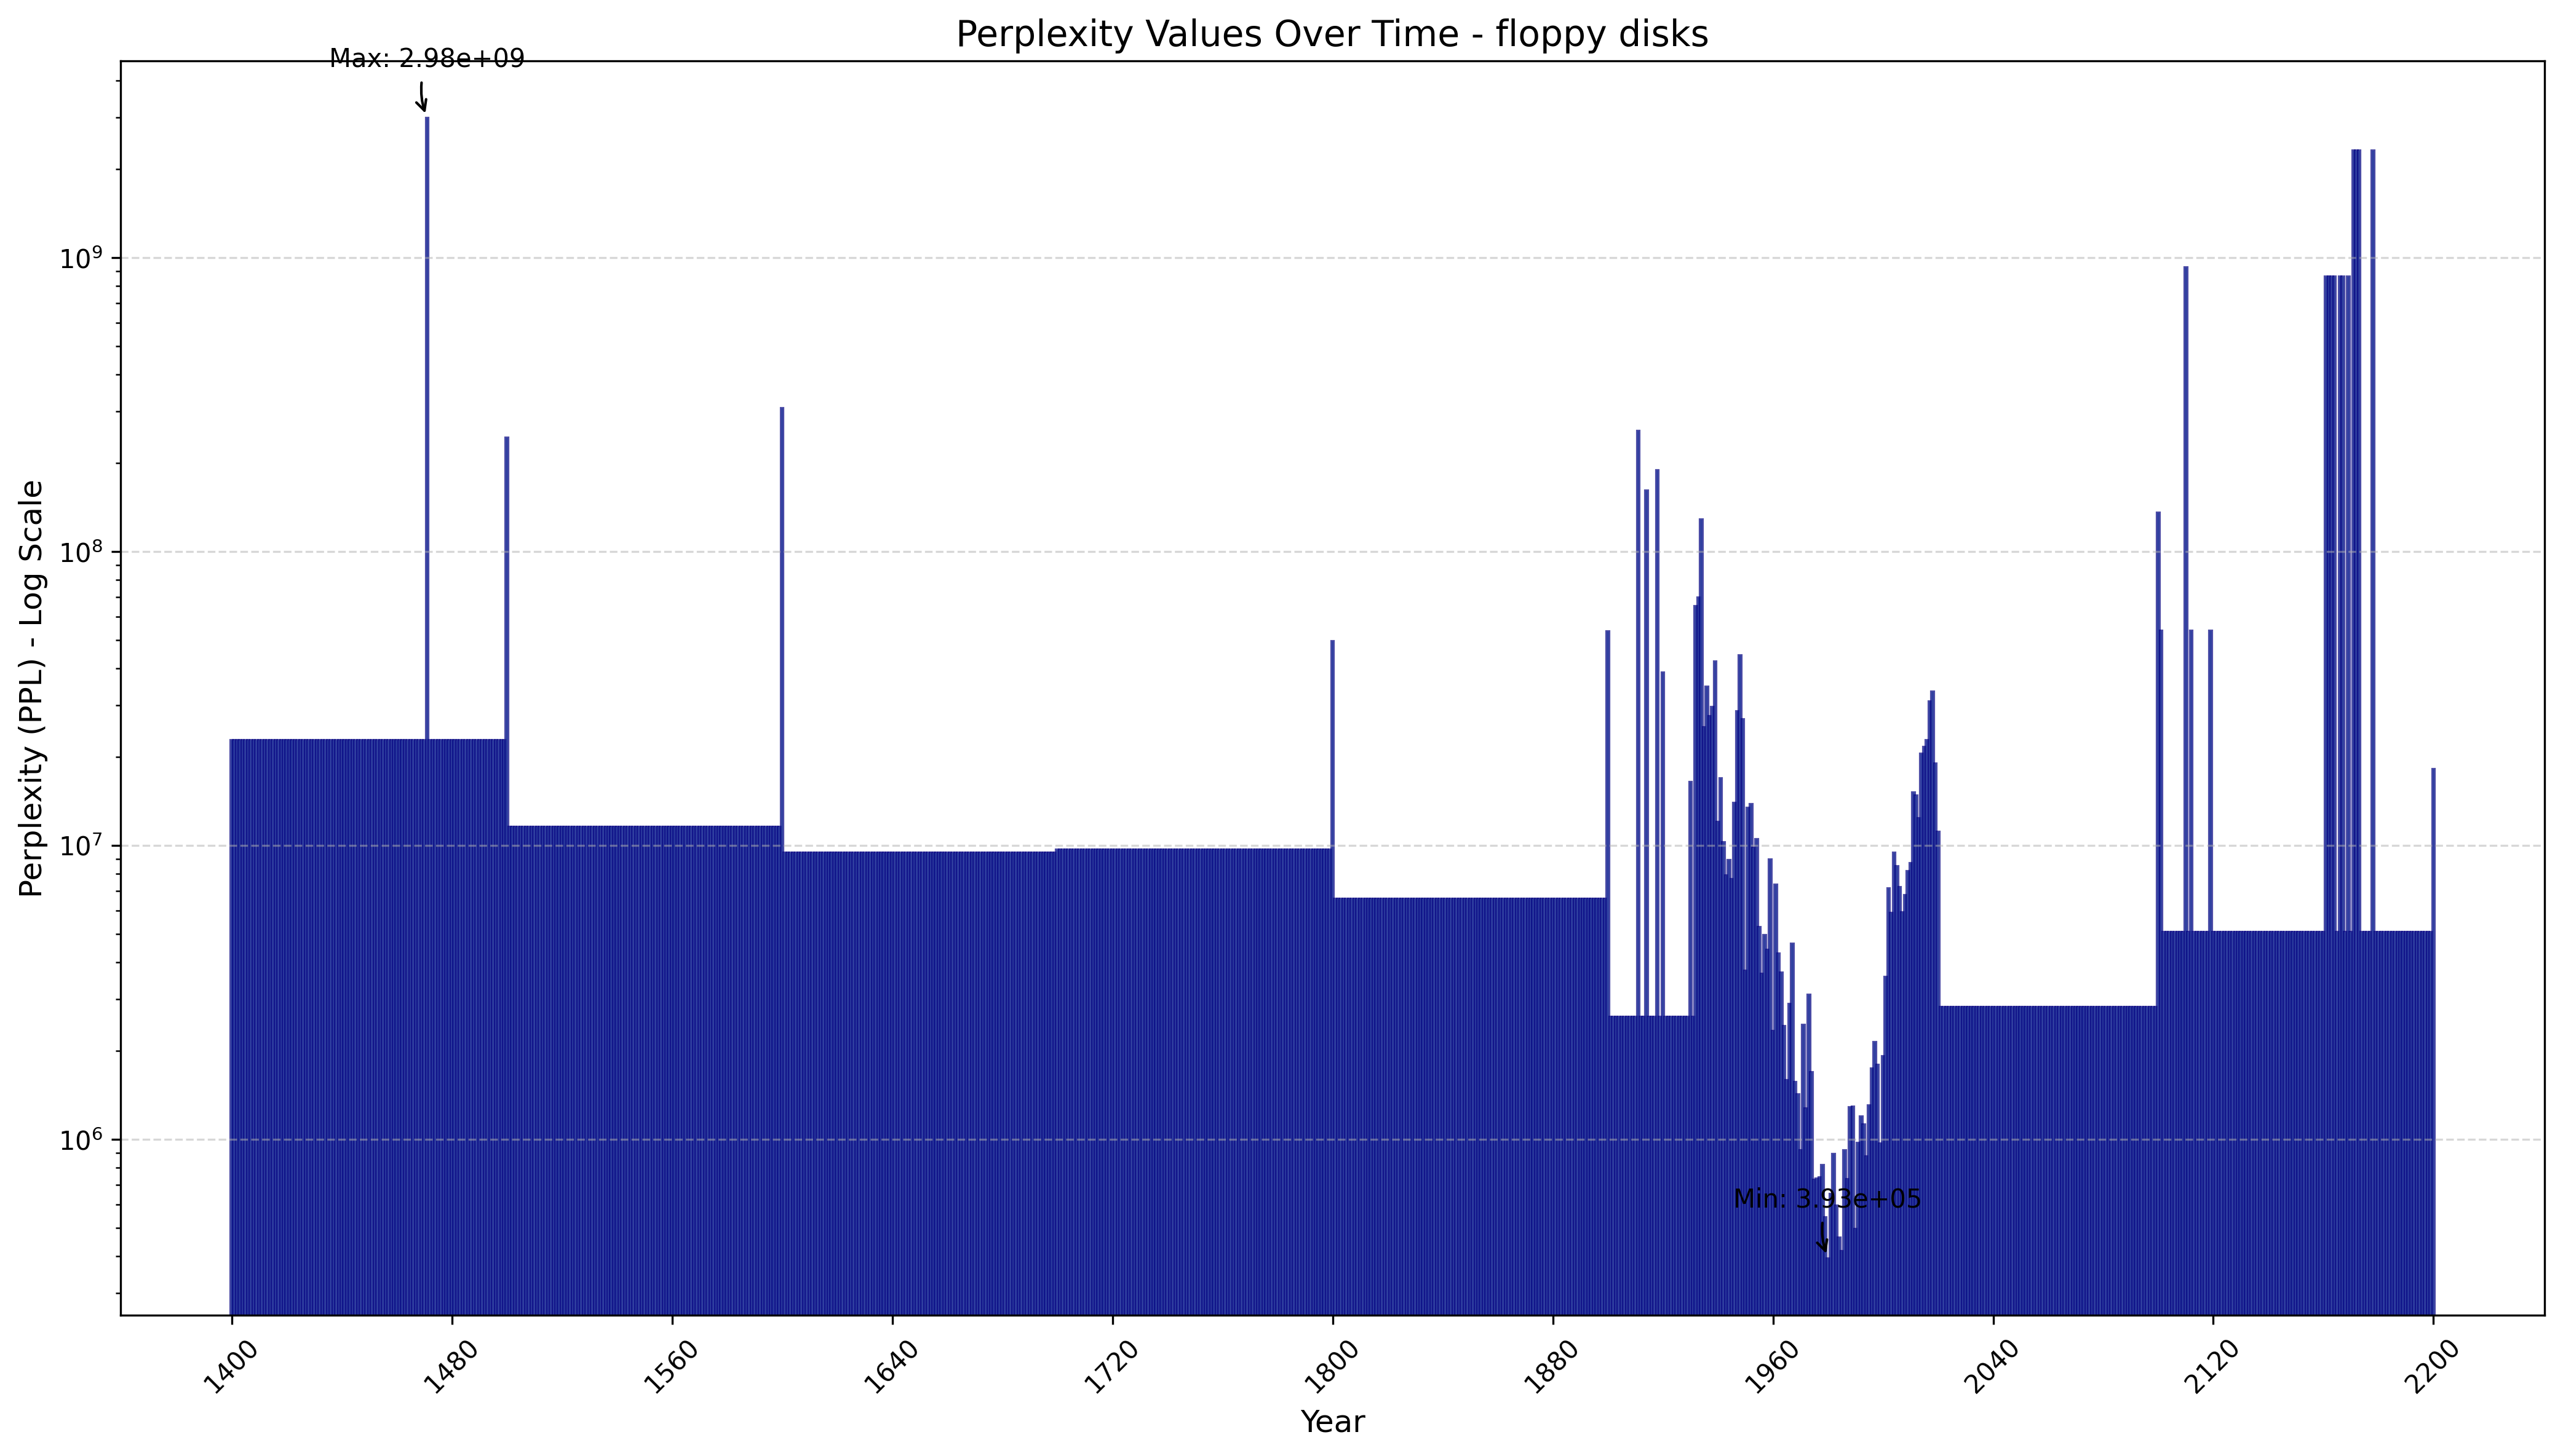 Perplexity Values Over Time - floppy disks
Max: 2.98e+09
Perplexity (PPL) - Log Scale
10⁹
10⁸
10⁷
10⁶
Min: 3.93e+05
1400 1480 1560 1640 1720 1800 1880 1960 2040 2120 2200
Year